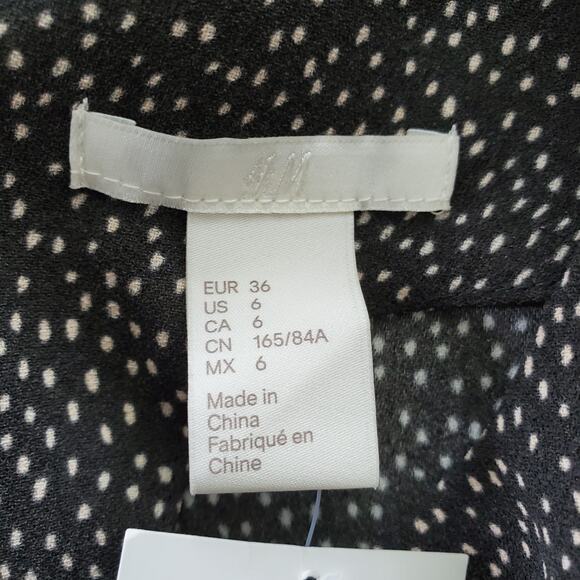 H&M
EUR 36
US 6
CA 6
CN 165/84A
MX 6
Made in
China
Fabriqué en
Chine